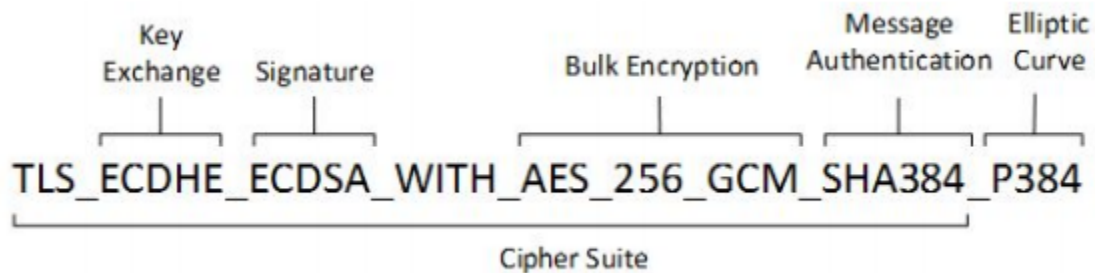 Key
Exchange
Signature
Bulk Encryption
Message
Authentication
Elliptic
Curve
TLS_ECDHE_ECDSA_WITH_AES_256_GCM_SHA384_P384
Cipher Suite